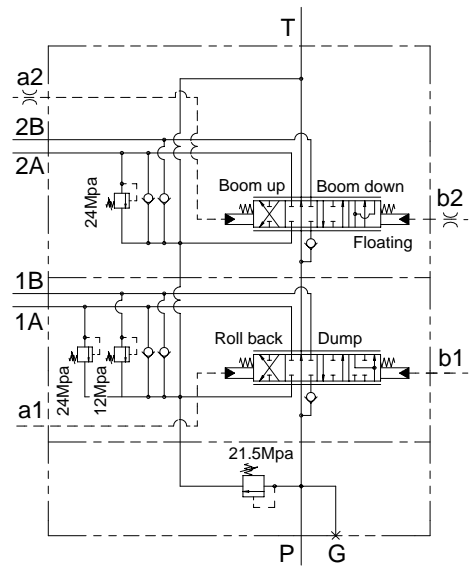 T
a2
2B
2A
24Mpa
Boom up
Boom down
b2
Floating
1B
1A
24Mpa
12Mpa
Roll back
Dump
b1
a1
21.5Mpa
P
G